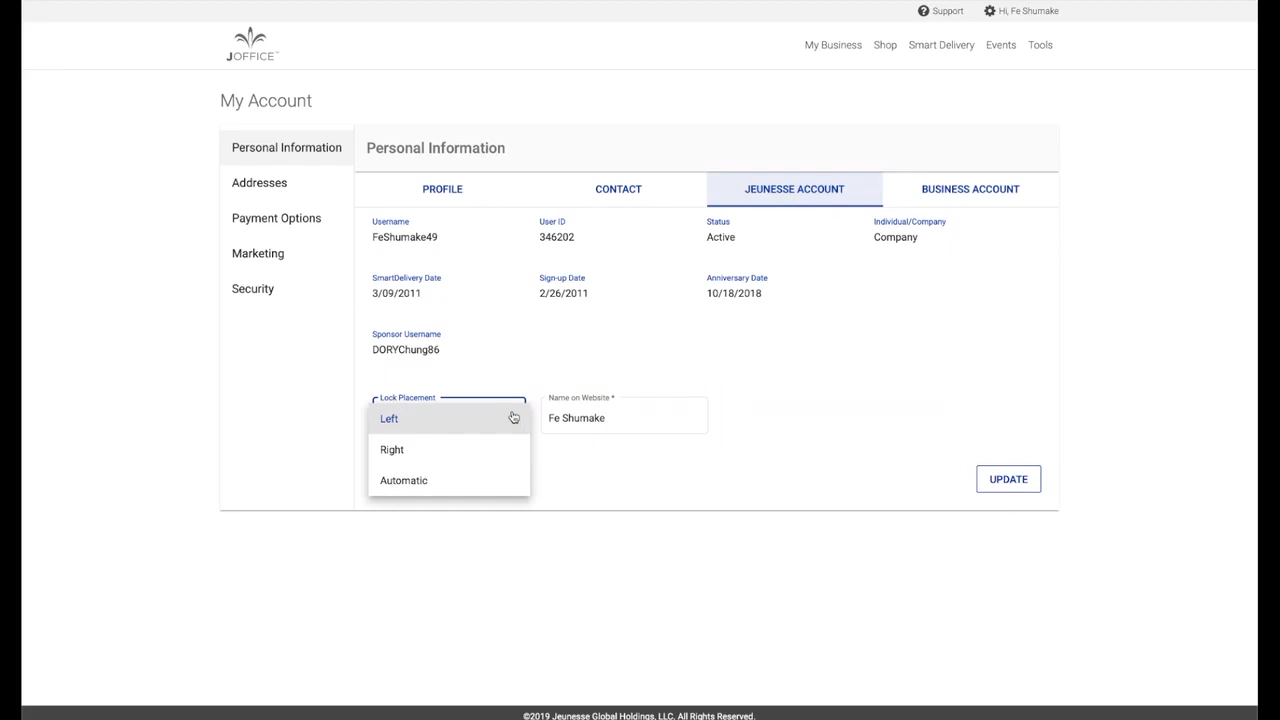 Support Hi, Fe Shumake
JOFFICE
My Business Shop Smart Delivery Events Tools
My Account
Personal Information
Addresses
Payment Options
Marketing
Security
Personal Information
PROFILE CONTACT JEUNESSE ACCOUNT BUSINESS ACCOUNT
Username User ID Status Individual/Company
FeShumake49 346202 Active Company
SmartDelivery Date Sign-up Date Anniversary Date
3/09/2011 2/26/2011 10/18/2018
Sponsor Username
DORYChung86
Lock Placement Name on Website *
Left Fe Shumake
Right
Automatic
UPDATE
©2019 Jeunesse Global Holdings, LLC. All Rights Reserved.